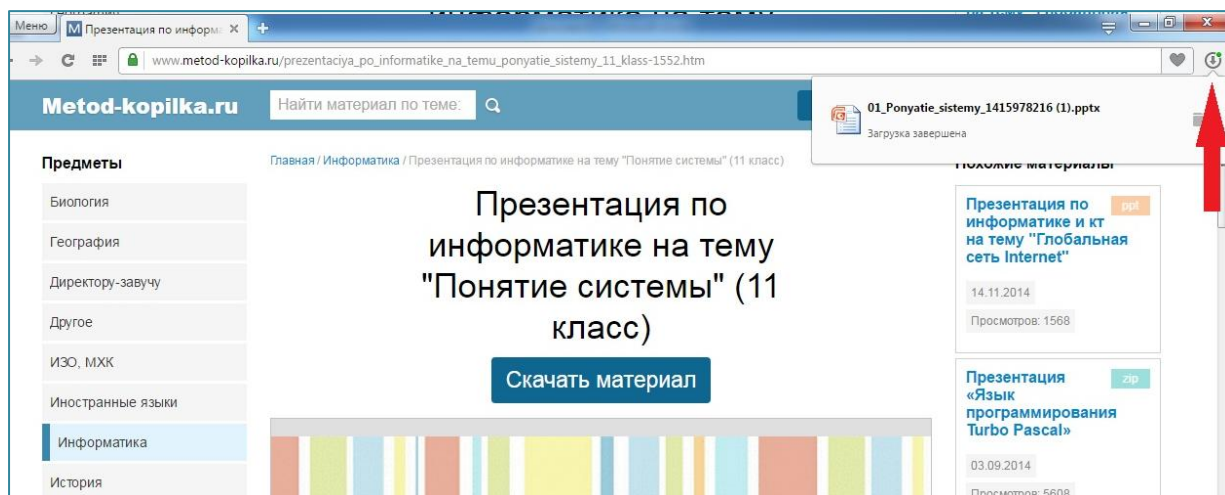 Меню
Презентация по информ
www.metod-kopilka.ru/prezentaciya_po_informatike_na_temu_ponyatie_sistemy_11_klass-1552.htm
Metod-kopilka.ru
Найти материал по теме:
01_Ponyatie_sistemy_1415978216 (1).pptx
Загрузка завершена
Предметы
Биология
География
Директору-завучу
Другое
ИЗО, МХК
Иностранные языки
Информатика
История
Главная / Информатика / Презентация по информатике на тему "Понятие системы" (11 класс)
Презентация по
информатике на тему
"Понятие системы" (11
класс)
Скачать материал
Похожие материалы
Презентация по ppt
информатике и кт
на тему "Глобальная
сеть Internet"
14.11.2014
Просмотров: 1568
Презентация zip
«Язык
программирования
Turbo Pascal»
03.09.2014
Просмотров: 5608